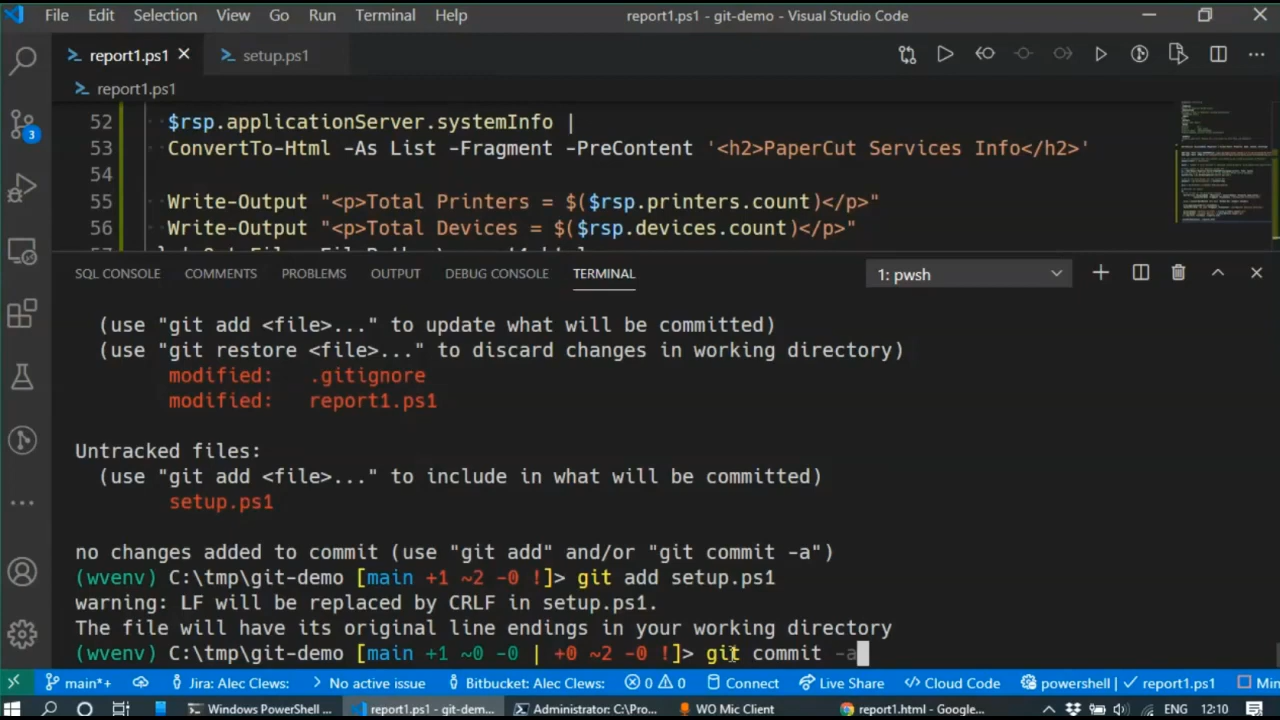 File Edit Selection View Go Run Terminal Help report1.ps1 - git-demo - Visual Studio Code
report1.ps1 setup.ps1
report1.ps1
52 $rsp.applicationServer.systemInfo |
53 ConvertTo-Html -As List -Fragment -PreContent '<h2>PaperCut Services Info</h2>'
54
55 Write-Output "<p>Total Printers = $($rsp.printers.count)</p>"
56 Write-Output "<p>Total Devices = $($rsp.devices.count)</p>"
3
SQL CONSOLE COMMENTS PROBLEMS OUTPUT DEBUG CONSOLE TERMINAL 1: pwsh
(use "git add <file>..." to update what will be committed)
(use "git restore <file>..." to discard changes in working directory)
modified: .gitignore
modified: report1.ps1
Untracked files:
(use "git add <file>..." to include in what will be committed)
setup.ps1
no changes added to commit (use "git add" and/or "git commit -a")
(wvenv) C:\tmp\git-demo [main +1 ~2 -0 !]> git add setup.ps1
warning: LF will be replaced by CRLF in setup.ps1.
The file will have its original line endings in your working directory
(wvenv) C:\tmp\git-demo [main +1 ~0 -0 | +0 ~2 -0 !]> git commit -a
main*+ Jira: Alec Clews: No active issue Bitbucket: Alec Clews: 0 0 Connect Live Share Cloud Code powershell | report1.ps1
Windows PowerShell ... report1.ps1 - git-dem... Administrator: C:\Pro... WO Mic Client report1.html - Google... ENG 12:10